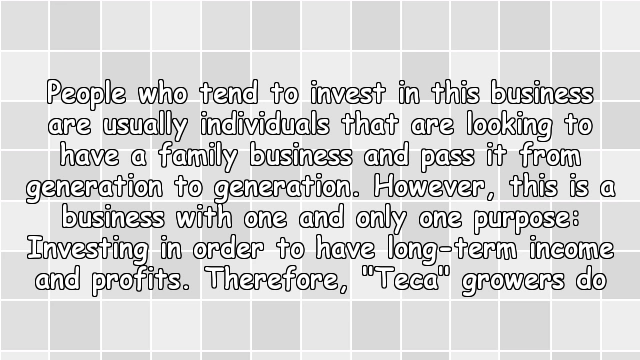 People who tend to invest in this business
are usually individuals that are looking to
have a family business and pass it from
generation to generation. However, this is a
business with one and only one purpose:
Investing in order to have long-term income
and profits. Therefore, "Teca" growers do